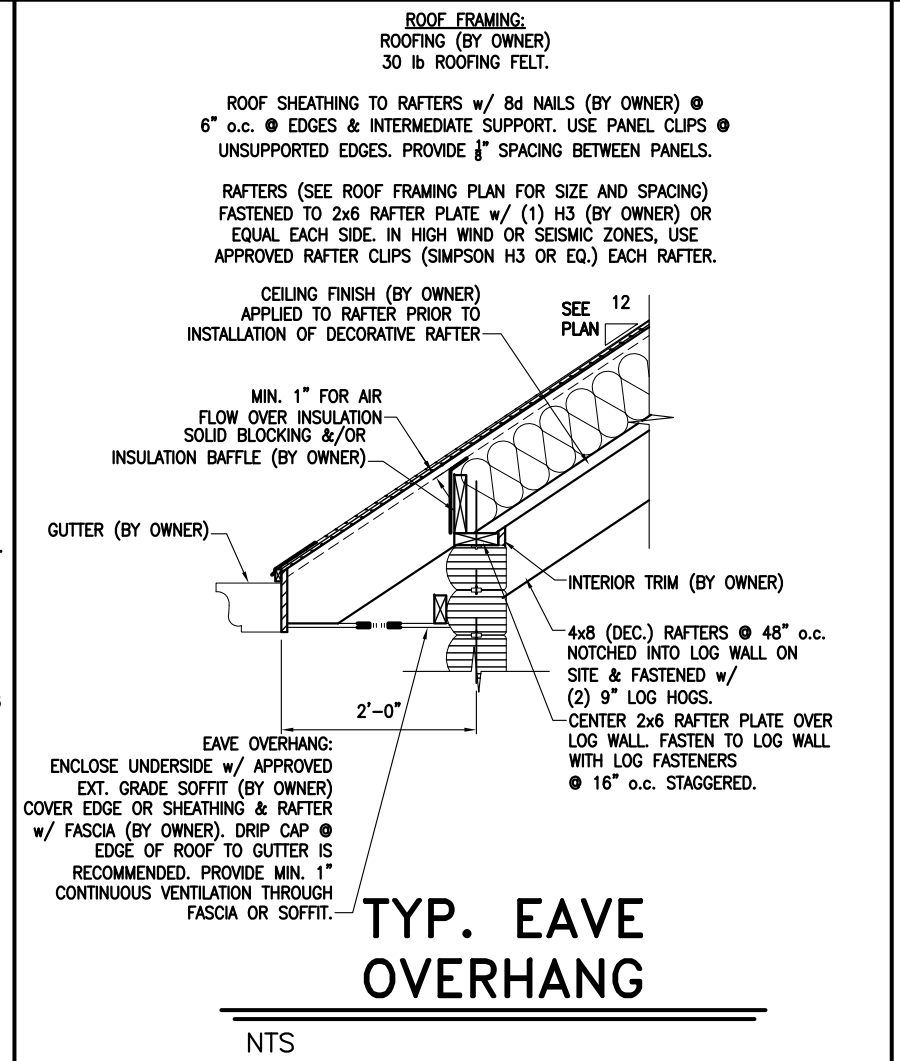 ROOF FRAMING:
ROOFING (BY OWNER)
30 lb ROOFING FELT.
ROOF SHEATHING TO RAFTERS w/ 8d NAILS (BY OWNER) @
6" o.c. @ EDGES & INTERMEDIATE SUPPORT. USE PANEL CLIPS @
UNSUPPORTED EDGES. PROVIDE 1/8" SPACING BETWEEN PANELS.
RAFTERS (SEE ROOF FRAMING PLAN FOR SIZE AND SPACING)
FASTENED TO 2x6 RAFTER PLATE w/ (1) H3 (BY OWNER) OR
EQUAL EACH SIDE. IN HIGH WIND OR SEISMIC ZONES, USE
APPROVED RAFTER CLIPS (SIMPSON H3 OR EQ.) EACH RAFTER.
CEILING FINISH (BY OWNER)
APPLIED TO RAFTER PRIOR TO
INSTALLATION OF DECORATIVE RAFTER
12
SEE
PLAN
MIN. 1" FOR AIR
FLOW OVER INSULATION
SOLID BLOCKING &/OR
INSULATION BAFFLE (BY OWNER)
GUTTER (BY OWNER)
INTERIOR TRIM (BY OWNER)
4x8 (DEC.) RAFTERS @ 48" o.c.
NOTCHED INTO LOG WALL ON
SITE & FASTENED w/
(2) 9" LOG HOGS.
CENTER 2x6 RAFTER PLATE OVER
LOG WALL. FASTEN TO LOG WALL
WITH LOG FASTENERS
@ 16" o.c. STAGGERED.
2'-0"
EAVE OVERHANG:
ENCLOSE UNDERSIDE w/ APPROVED
EXT. GRADE SOFFIT (BY OWNER)
COVER EDGE OR SHEATHING & RAFTER
w/ FASCIA (BY OWNER). DRIP CAP @
EDGE OF ROOF TO GUTTER IS
RECOMMENDED. PROVIDE MIN. 1"
CONTINUOUS VENTILATION THROUGH
FASCIA OR SOFFIT.
TYP. EAVE
OVERHANG
NTS